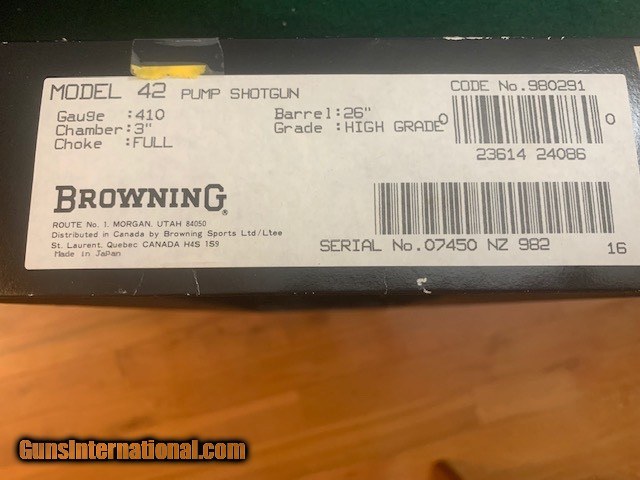 MODEL 42 PUMP SHOTGUN
CODE No.980291
Gauge :410
Chamber:3"
Choke :FULL
Barrel:26"
Grade :HIGH GRADE
0 0
23614 24086
BROWNING®
ROUTE No. 1, MORGAN, UTAH 84050
Distributed in Canada by Browning Sports Ltd/Ltee
St. Laurent, Quebec CANADA H4S 1S9
Made in Japan
SERIAL No.07450 NZ 982
16
GunsInternational.com